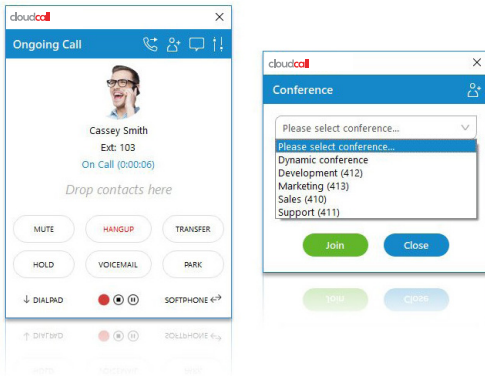 cloudcall
Ongoing Call
Cassey Smith
Ext: 103
On Call (0:00:06)
Drop contacts here
MUTE
HANGUP
TRANSFER
HOLD
VOICEMAIL
PARK
DIALPAD
SOFTPHONE
cloudcall
Conference
Please select conference...
Please select conference...
Dynamic conference
Development (412)
Marketing (413)
Sales (410)
Support (411)
Join
Close